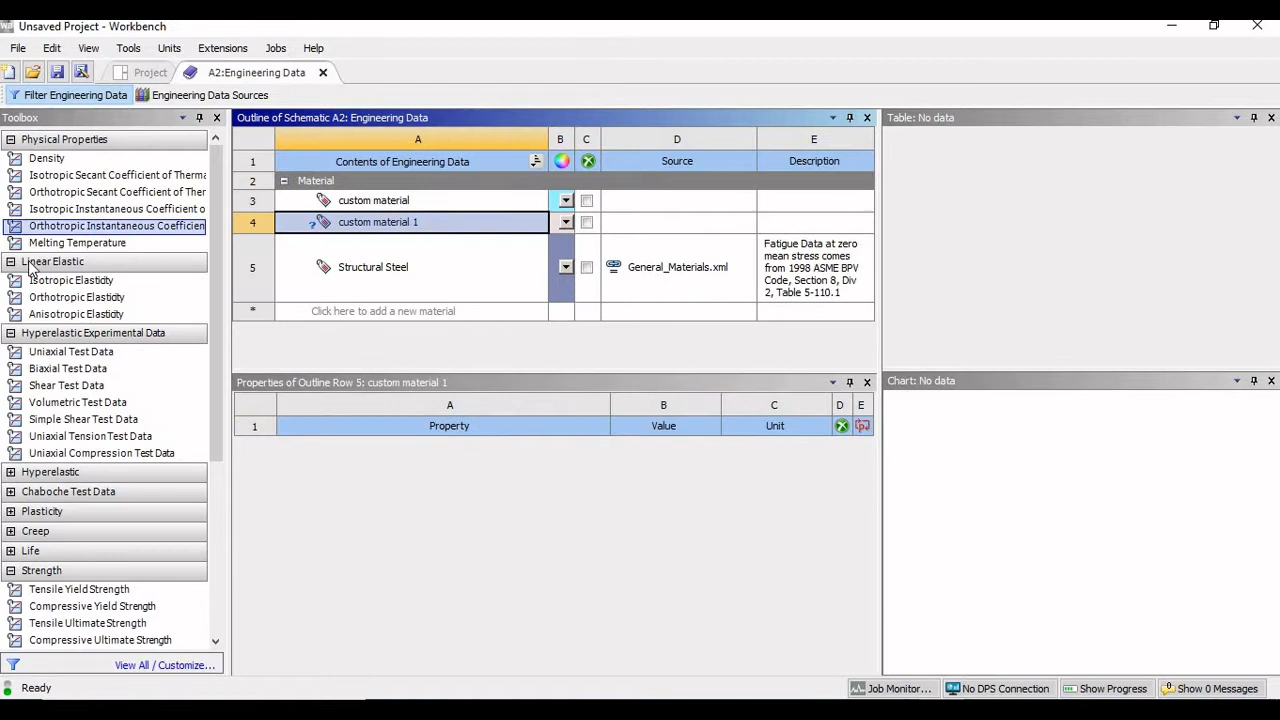 Unsaved Project - Workbench
File Edit View Tools Units Extensions Jobs Help
Project A2:Engineering Data
Filter Engineering Data Engineering Data Sources
Toolbox
Physical Properties
Density
Isotropic Secant Coefficient of Therma
Orthotropic Secant Coefficient of Ther
Isotropic Instantaneous Coefficient o
Orthotropic Instantaneous Coefficien
Melting Temperature
Linear Elastic
Isotropic Elasticity
Orthotropic Elasticity
Anisotropic Elasticity
Hyperelastic Experimental Data
Uniaxial Test Data
Biaxial Test Data
Shear Test Data
Volumetric Test Data
Simple Shear Test Data
Uniaxial Tension Test Data
Uniaxial Compression Test Data
Hyperelastic
Chaboche Test Data
Plasticity
Creep
Life
Strength
Tensile Yield Strength
Compressive Yield Strength
Tensile Ultimate Strength
Compressive Ultimate Strength
View All / Customize...
Outline of Schematic A2: Engineering Data
A B C D E
1 Contents of Engineering Data Source Description
2 Material
3 custom material
4 ? custom material 1
5 Structural Steel General_Materials.xml
Fatigue Data at zero
mean stress comes
from 1998 ASME BPV
Code, Section 8, Div
2, Table 5-110.1
* Click here to add a new material
Properties of Outline Row 5: custom material 1
A B C D E
1 Property Value Unit
Table: No data
Chart: No data
Ready
Job Monitor... No DPS Connection Show Progress 0 Show 0 Messages